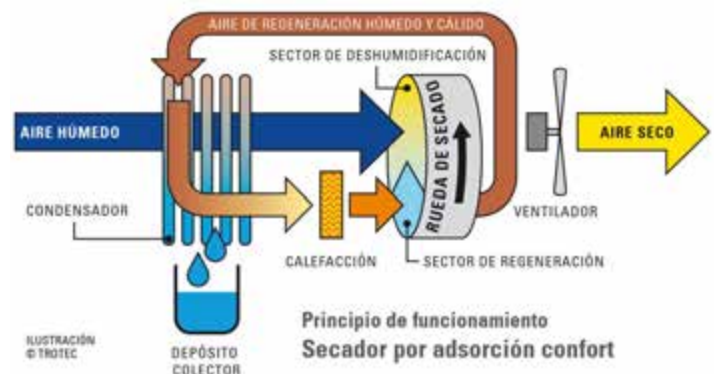 AIRE DE REGENERACIÓN HÚMEDO Y CÁLIDO
SECTOR DE DESHUMIDIFICACIÓN
AIRE HÚMEDO
RUEDA DE SECADO
AIRE SECO
CONDENSADOR
VENTILADOR
CALEFACCIÓN
SECTOR DE REGENERACIÓN
ILUSTRACIÓN
© TROTEC
DEPÓSITO
COLECTOR
Principio de funcionamiento
Secador por adsorción confort